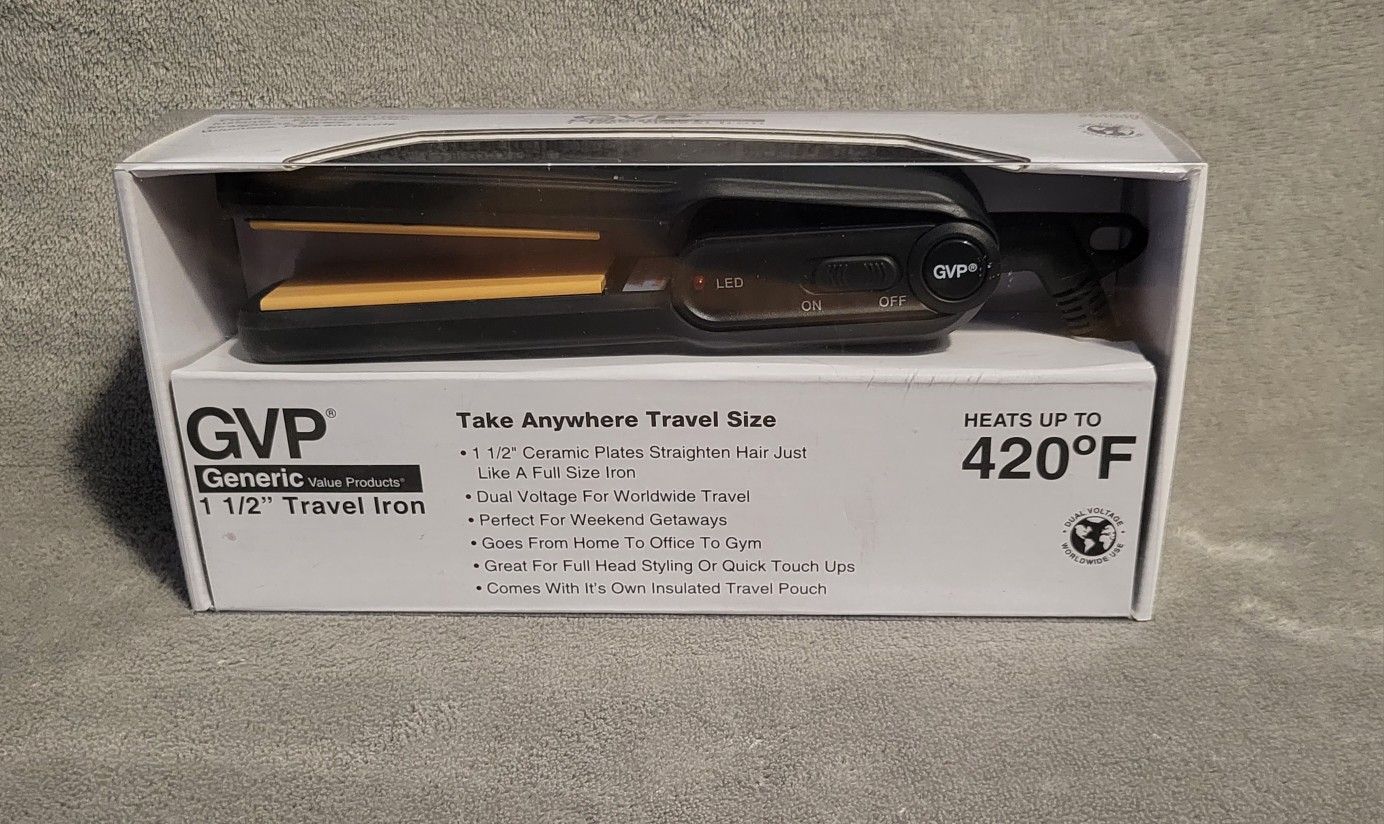 GVP
LED
ON OFF
GVP®
GVP®
Generic Value Products®
1 1/2” Travel Iron
Take Anywhere Travel Size
• 1 1/2" Ceramic Plates Straighten Hair Just
Like A Full Size Iron
• Dual Voltage For Worldwide Travel
• Perfect For Weekend Getaways
• Goes From Home To Office To Gym
• Great For Full Head Styling Or Quick Touch Ups
• Comes With It's Own Insulated Travel Pouch
HEATS UP TO
420ºF
DUAL VOLTAGE
WORLDWIDE USE